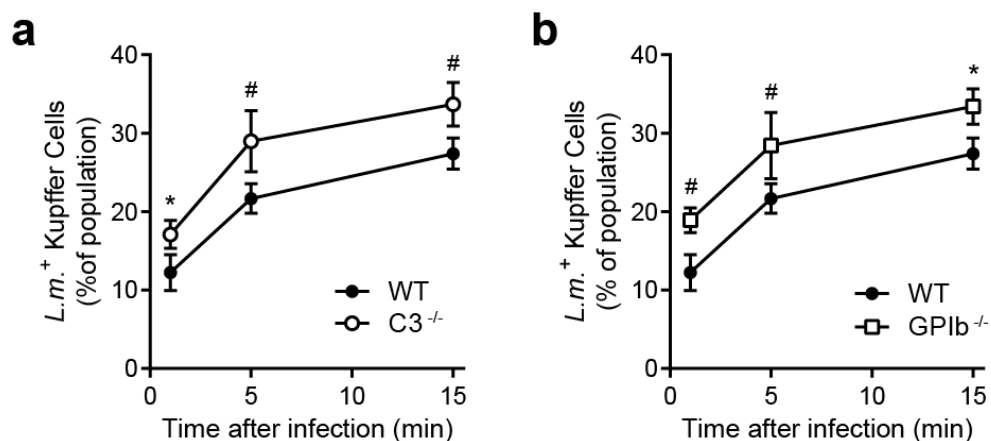 a
40
30
20
10
0
L.m.⁺ Kupffer Cells
(%of population)
*
#
#
WT
C3 -/-
0
5
10
15
Time after infection (min)
b
40
30
20
10
0
L.m.⁺ Kupffer Cells
(% of population)
#
#
*
WT
GPIb -/-
0
5
10
15
Time after infection (min)